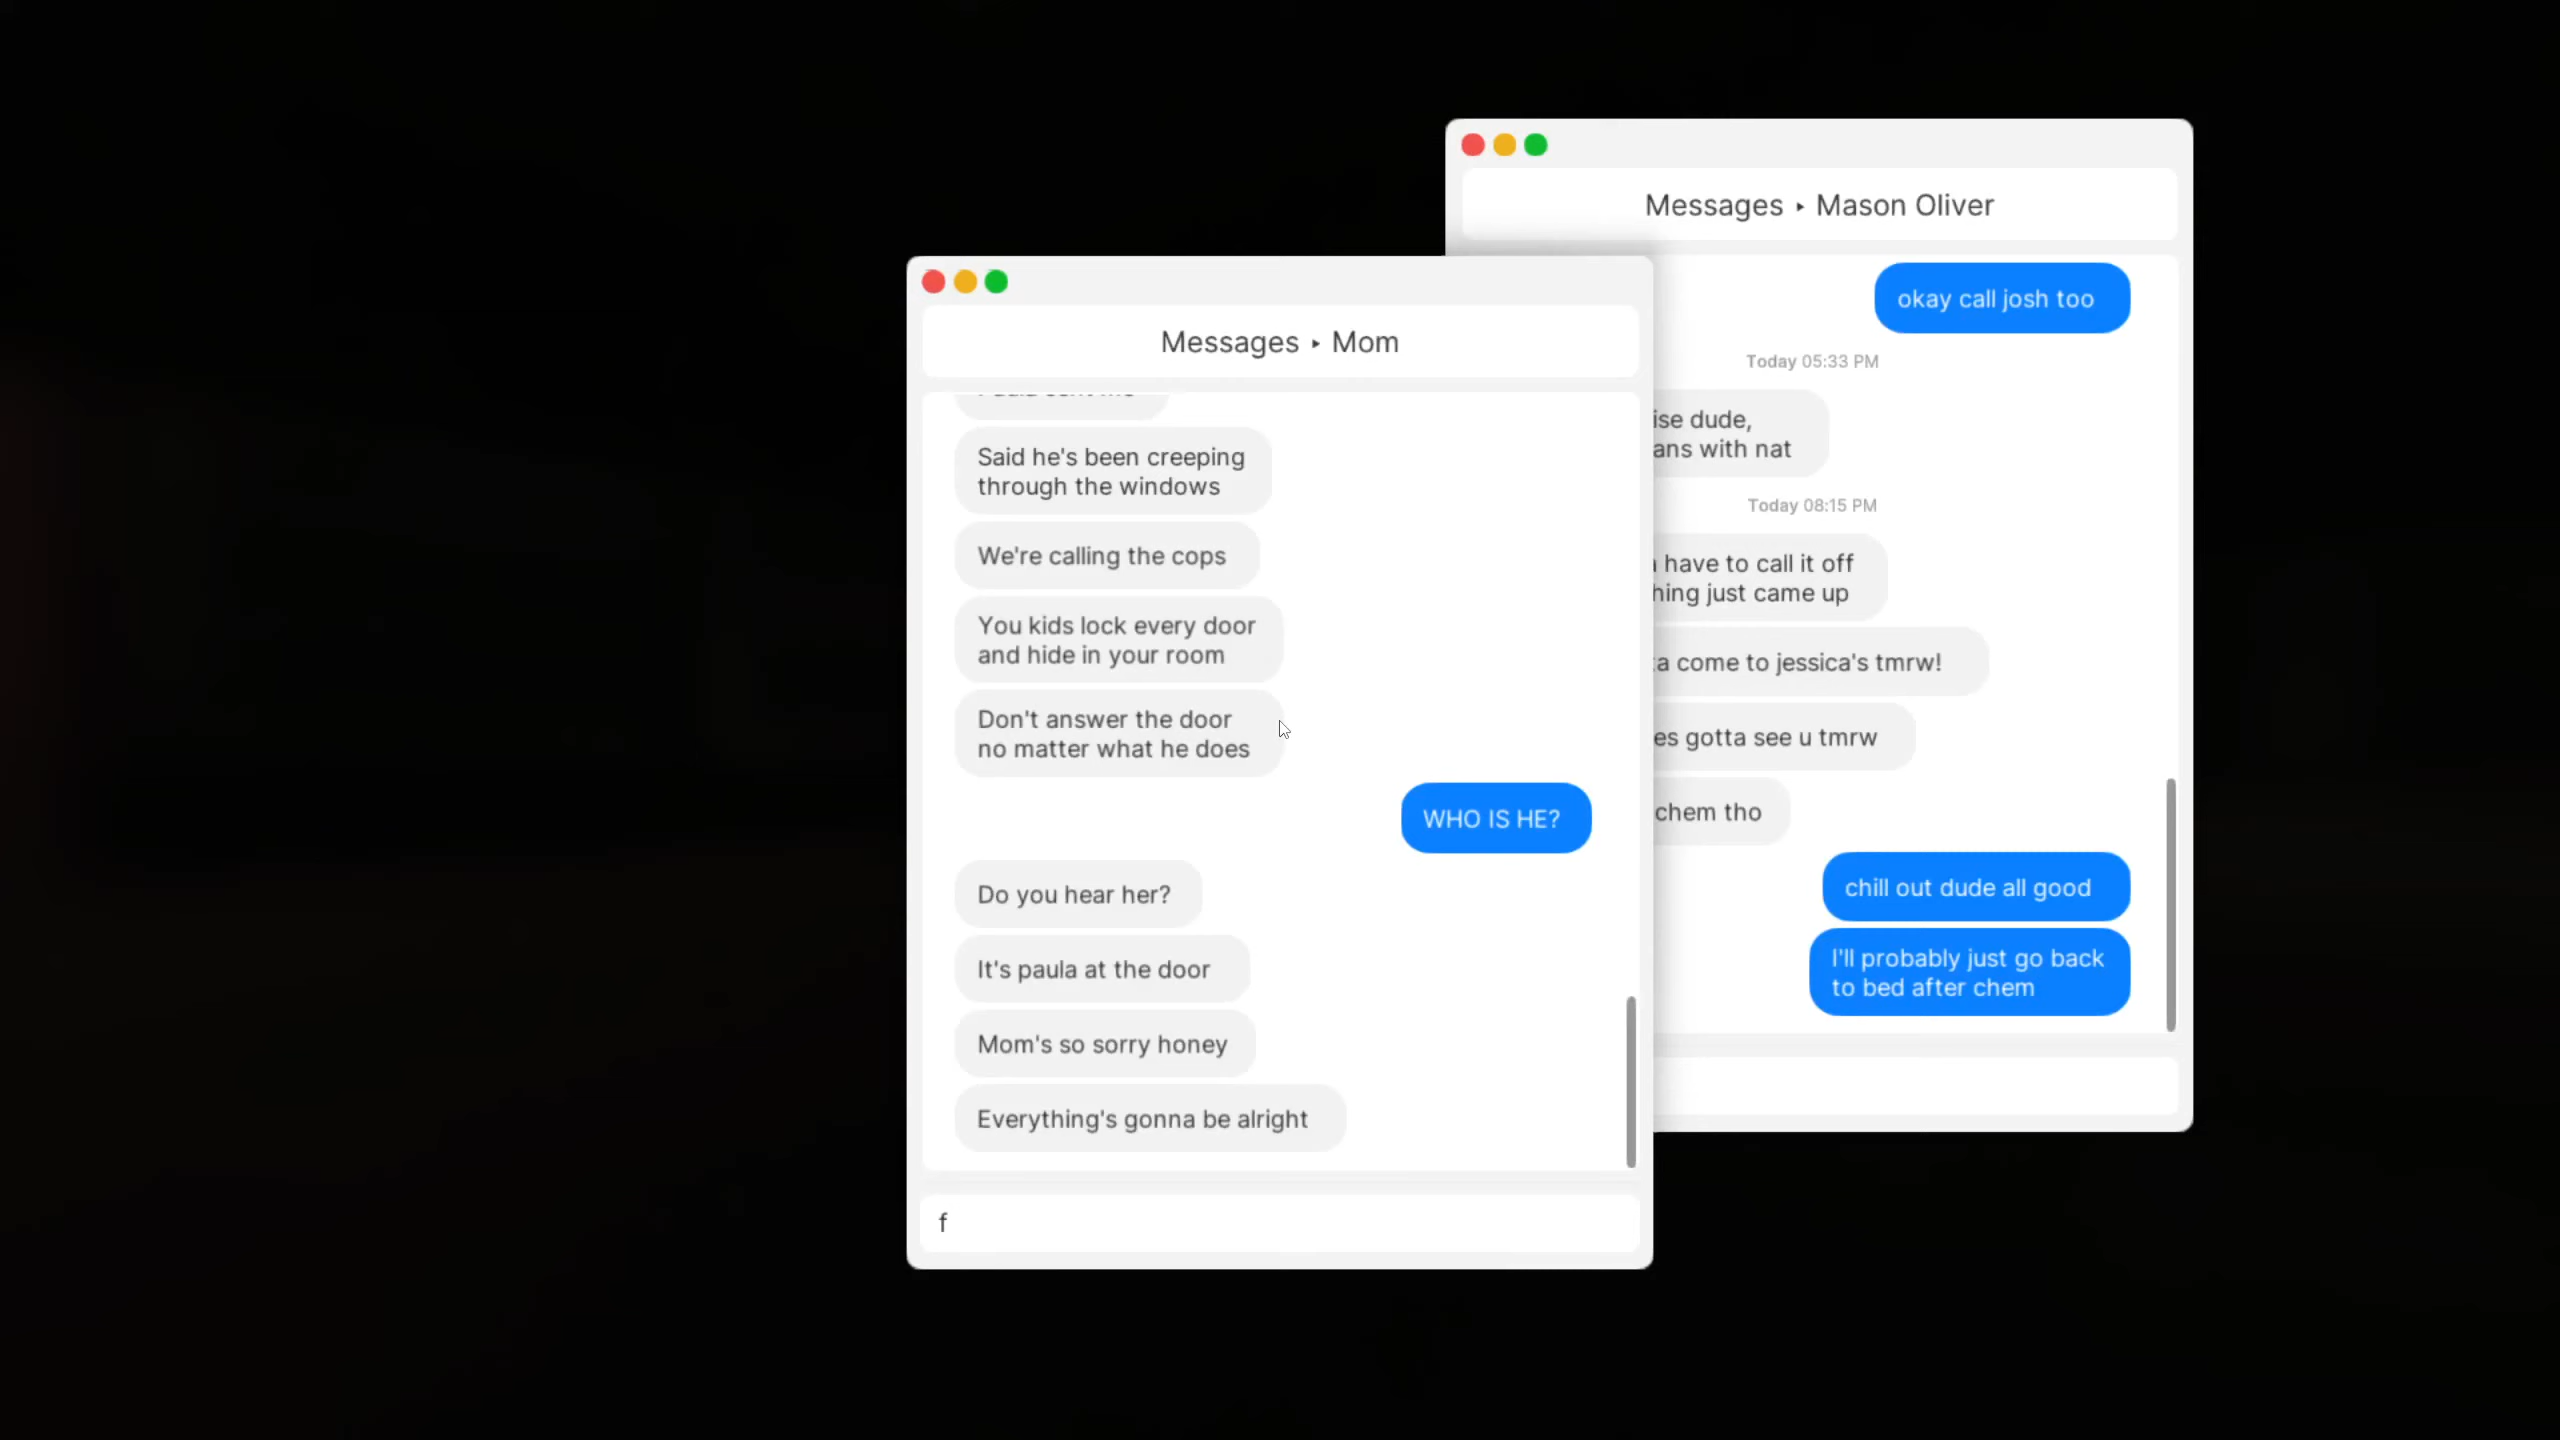 Messages ▸ Mom
Said he's been creeping
through the windows
We're calling the cops
You kids lock every door
and hide in your room
Don't answer the door
no matter what he does
WHO IS HE?
Do you hear her?
It's paula at the door
Mom's so sorry honey
Everything's gonna be alright
f
Messages ▸ Mason Oliver
okay call josh too
Today 05:33 PM
ise dude,
ans with nat
Today 08:15 PM
have to call it off
hing just came up
a come to jessica's tmrw!
es gotta see u tmrw
chem tho
chill out dude all good
I'll probably just go back
to bed after chem